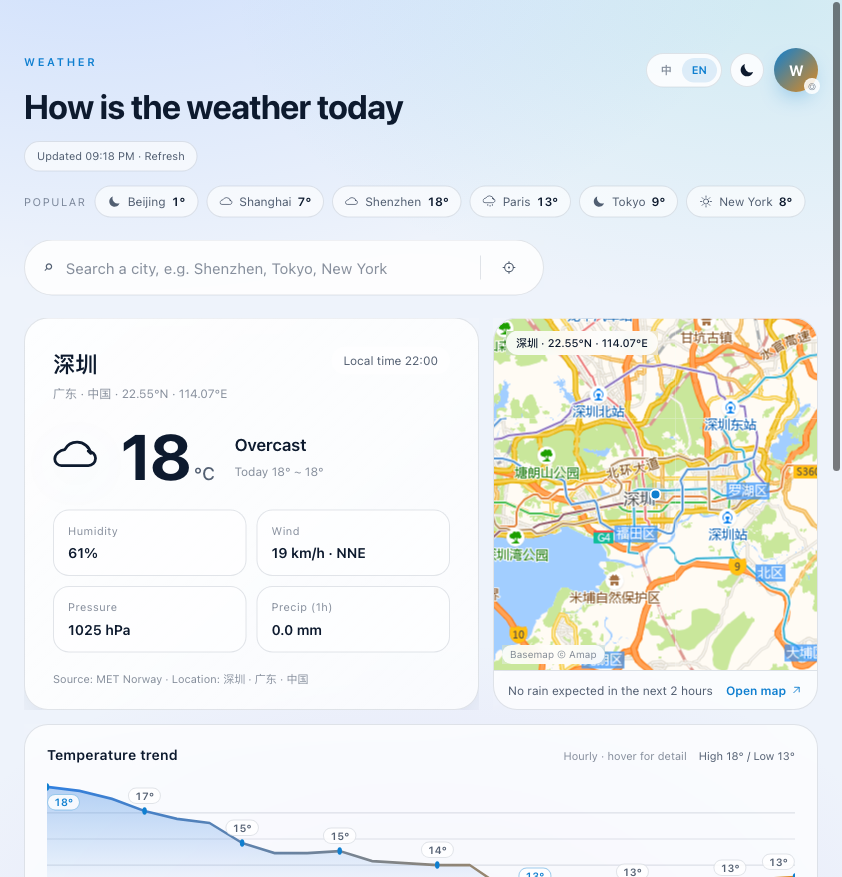 WEATHER
中 EN
W
How is the weather today
Updated 09:18 PM · Refresh
POPULAR Beijing 1° Shanghai 7° Shenzhen 18° Paris 13° Tokyo 9° New York 8°
Search a city, e.g. Shenzhen, Tokyo, New York
深圳
Local time 22:00
广东 · 中国 · 22.55°N · 114.07°E
18 °C
Overcast
Today 18° ~ 18°
Humidity
61%
Wind
19 km/h · NNE
Pressure
1025 hPa
Precip (1h)
0.0 mm
Source: MET Norway · Location: 深圳 · 广东 · 中国
深圳 · 22.55°N · 114.07°E
甘坑古镇
水官高速
深圳北站
深圳东站
塘朗山公园
北环大道
S360
深圳
罗湖区
G4
福田区
深圳站
深圳湾公园
9
北区
米埔自然保护区
10
大埔区
Basemap © Amap
No rain expected in the next 2 hours Open map
Temperature trend
Hourly · hover for detail High 18° / Low 13°
18°
17°
15°
15°
14°
13°
13°
13°
13°